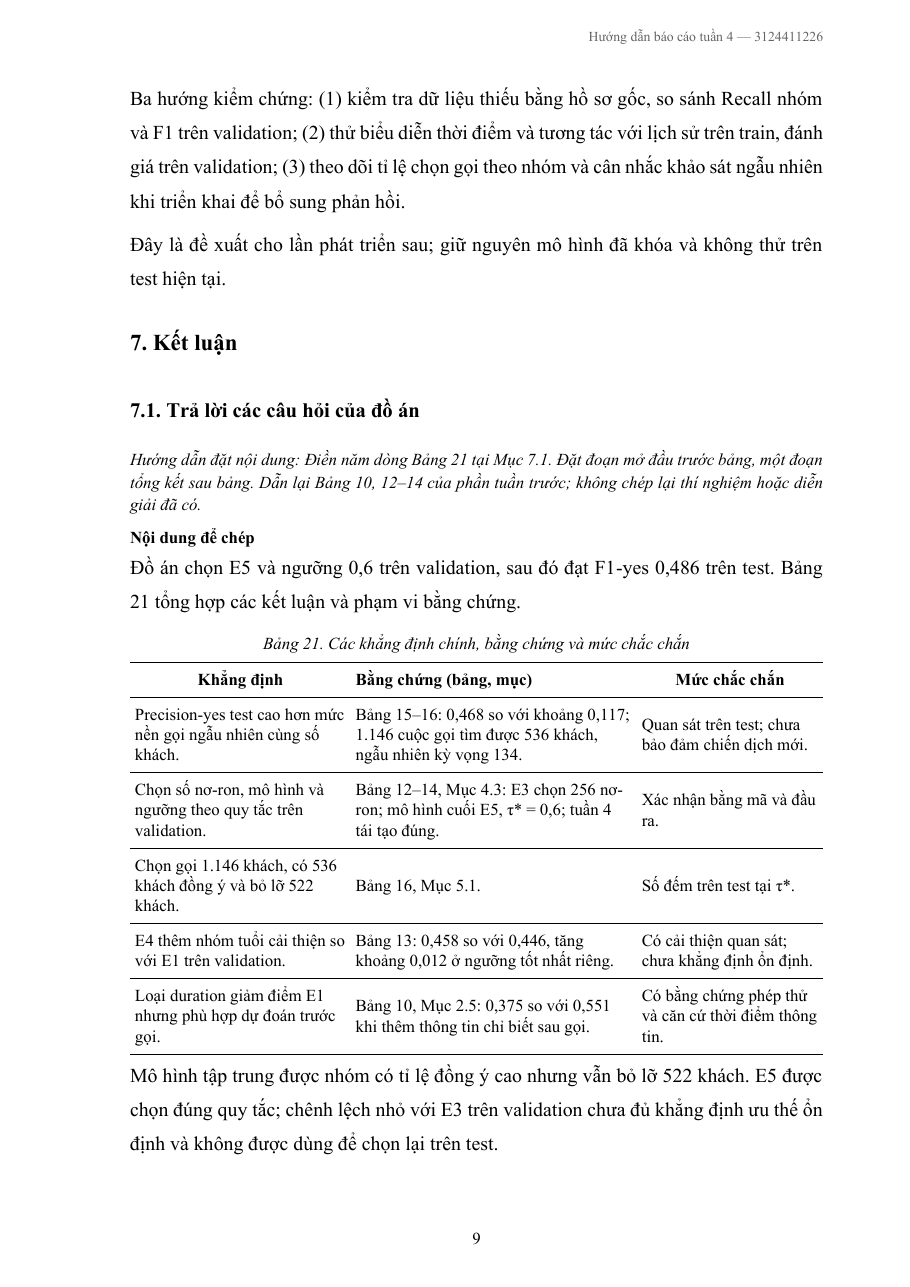 Hướng dẫn báo cáo tuần 4 — 3124411226
Ba hướng kiểm chứng: (1) kiểm tra dữ liệu thiếu bằng hồ sơ gốc, so sánh Recall nhóm
và F1 trên validation; (2) thử biểu diễn thời điểm và tương tác với lịch sử trên train, đánh
giá trên validation; (3) theo dõi tỉ lệ chọn gọi theo nhóm và cân nhắc khảo sát ngẫu nhiên
khi triển khai để bổ sung phản hồi.
Đây là đề xuất cho lần phát triển sau; giữ nguyên mô hình đã khóa và không thử trên
test hiện tại.
7. Kết luận
7.1. Trả lời các câu hỏi của đồ án
Hướng dẫn đặt nội dung: Điền năm dòng Bảng 21 tại Mục 7.1. Đặt đoạn mở đầu trước bảng, một đoạn
tổng kết sau bảng. Dẫn lại Bảng 10, 12–14 của phần tuần trước; không chép lại thí nghiệm hoặc diễn
giải đã có.
Nội dung để chép
Đồ án chọn E5 và ngưỡng 0,6 trên validation, sau đó đạt F1-yes 0,486 trên test. Bảng
21 tổng hợp các kết luận và phạm vi bằng chứng.
Bảng 21. Các khẳng định chính, bằng chứng và mức chắc chắn
Khẳng định
Bằng chứng (bảng, mục)
Mức chắc chắn
Precision-yes test cao hơn mức
nền gọi ngẫu nhiên cùng số
khách.
Bảng 15–16: 0,468 so với khoảng 0,117;
1.146 cuộc gọi tìm được 536 khách,
ngẫu nhiên kỳ vọng 134.
Quan sát trên test; chưa
bảo đảm chiến dịch mới.
Chọn số nơ-ron, mô hình và
ngưỡng theo quy tắc trên
validation.
Bảng 12–14, Mục 4.3: E3 chọn 256 nơ-
ron; mô hình cuối E5, τ* = 0,6; tuần 4
tái tạo đúng.
Xác nhận bằng mã và đầu
ra.
Chọn gọi 1.146 khách, có 536
khách đồng ý và bỏ lỡ 522
khách.
Bảng 16, Mục 5.1.
Số đếm trên test tại τ*.
E4 thêm nhóm tuổi cải thiện so
với E1 trên validation.
Bảng 13: 0,458 so với 0,446, tăng
khoảng 0,012 ở ngưỡng tốt nhất riêng.
Có cải thiện quan sát;
chưa khẳng định ổn định.
Loại duration giảm điểm E1
nhưng phù hợp dự đoán trước
gọi.
Bảng 10, Mục 2.5: 0,375 so với 0,551
khi thêm thông tin chỉ biết sau gọi.
Có bằng chứng phép thử
và căn cứ thời điểm thông
tin.
Mô hình tập trung được nhóm có tỉ lệ đồng ý cao nhưng vẫn bỏ lỡ 522 khách. E5 được
chọn đúng quy tắc; chênh lệch nhỏ với E3 trên validation chưa đủ khẳng định ưu thế ổn
định và không được dùng để chọn lại trên test.
9